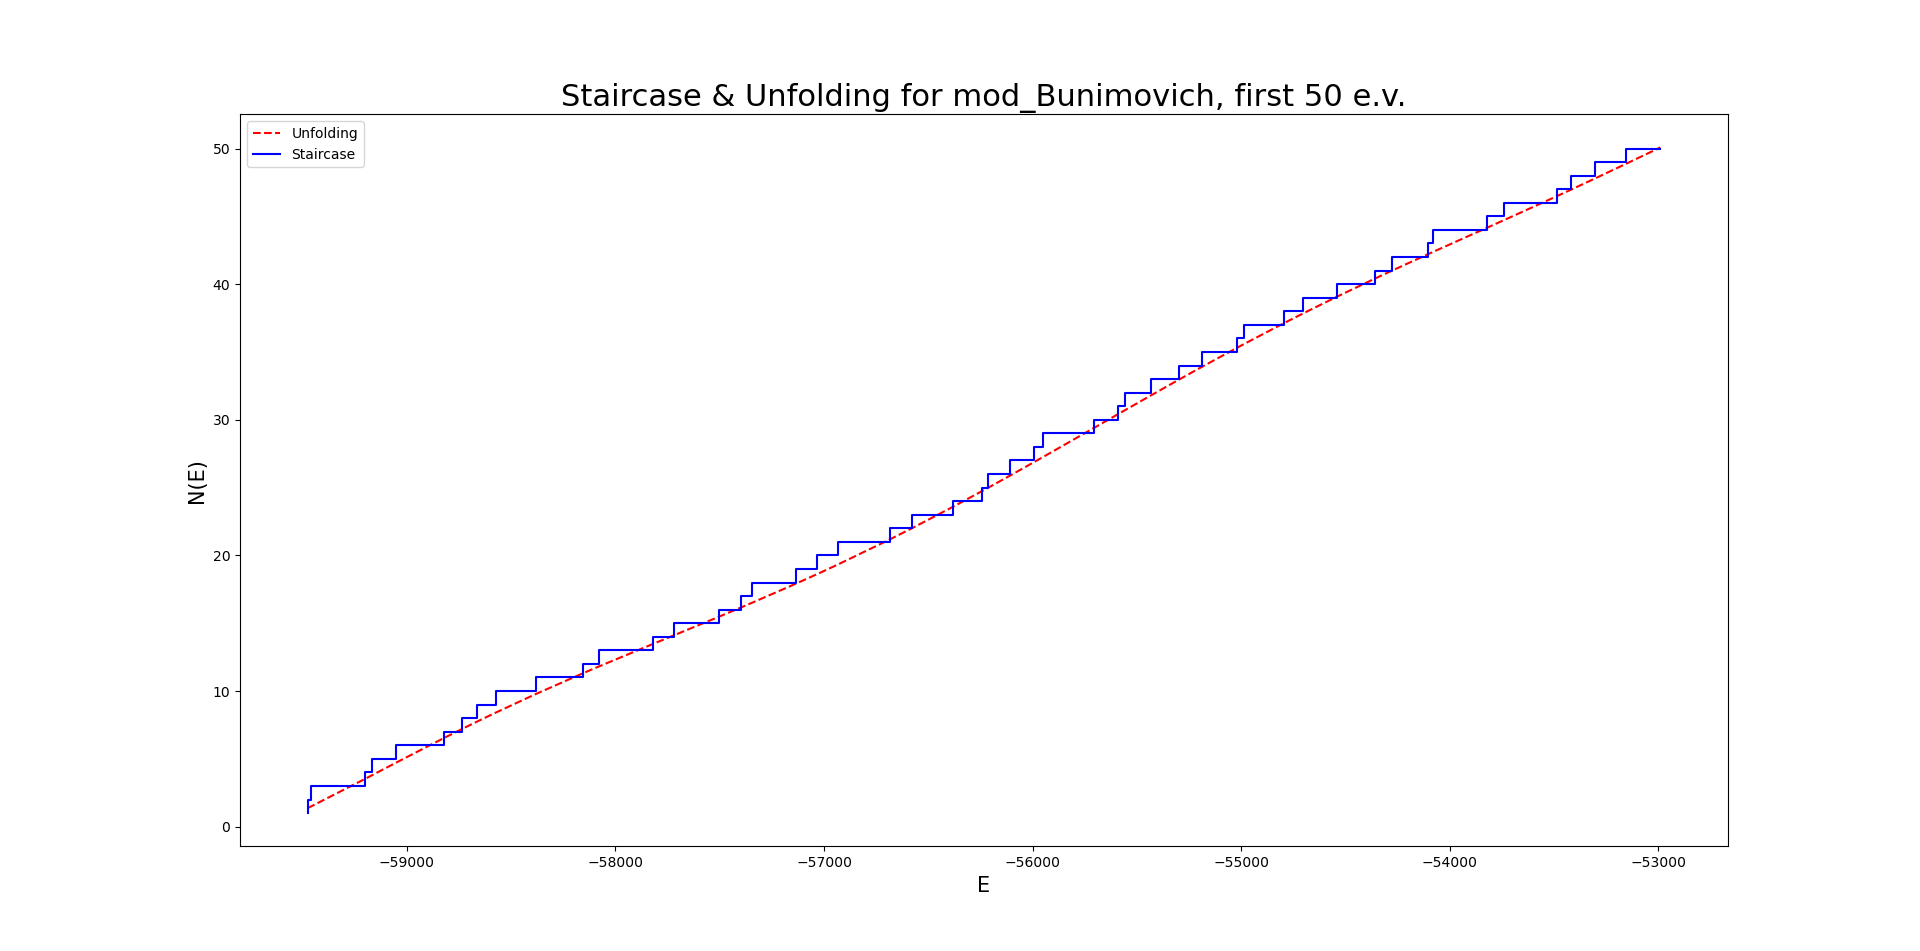 Staircase & Unfolding for mod_Bunimovich, first 50 e.v.
Unfolding
Staircase
50
40
30
20
10
0
N(E)
−59000 −58000 −57000 −56000 −55000 −54000 −53000
E